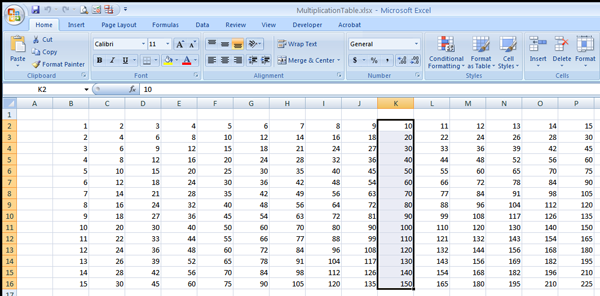 MultiplicationTable.xlsx - Microsoft Excel
Home Insert Page Layout Formulas Data Review View Developer Acrobat
Paste
Cut
Copy
Format Painter
Calibri 11 A A
B I U
Wrap Text
Merge & Center
General
$ % ,
Conditional Formatting
Format as Table
Cell Styles
Insert Delete Format
Clipboard Font Alignment Number Styles Cells
K2 fx 10
A B C D E F G H I J K L M N O P
1
2 1 2 3 4 5 6 7 8 9 10 11 12 13 14 15
3 2 4 6 8 10 12 14 16 18 20 22 24 26 28 30
4 3 6 9 12 15 18 21 24 27 30 33 36 39 42 45
5 4 8 12 16 20 24 28 32 36 40 44 48 52 56 60
6 5 10 15 20 25 30 35 40 45 50 55 60 65 70 75
7 6 12 18 24 30 36 42 48 54 60 66 72 78 84 90
8 7 14 21 28 35 42 49 56 63 70 77 84 91 98 105
9 8 16 24 32 40 48 56 64 72 80 88 96 104 112 120
10 9 18 27 36 45 54 63 72 81 90 99 108 117 126 135
11 10 20 30 40 50 60 70 80 90 100 110 120 130 140 150
12 11 22 33 44 55 66 77 88 99 110 121 132 143 154 165
13 12 24 36 48 60 72 84 96 108 120 132 144 156 168 180
14 13 26 39 52 65 78 91 104 117 130 143 156 169 182 195
15 14 28 42 56 70 84 98 112 126 140 154 168 182 196 210
16 15 30 45 60 75 90 105 120 135 150 165 180 195 210 225
17